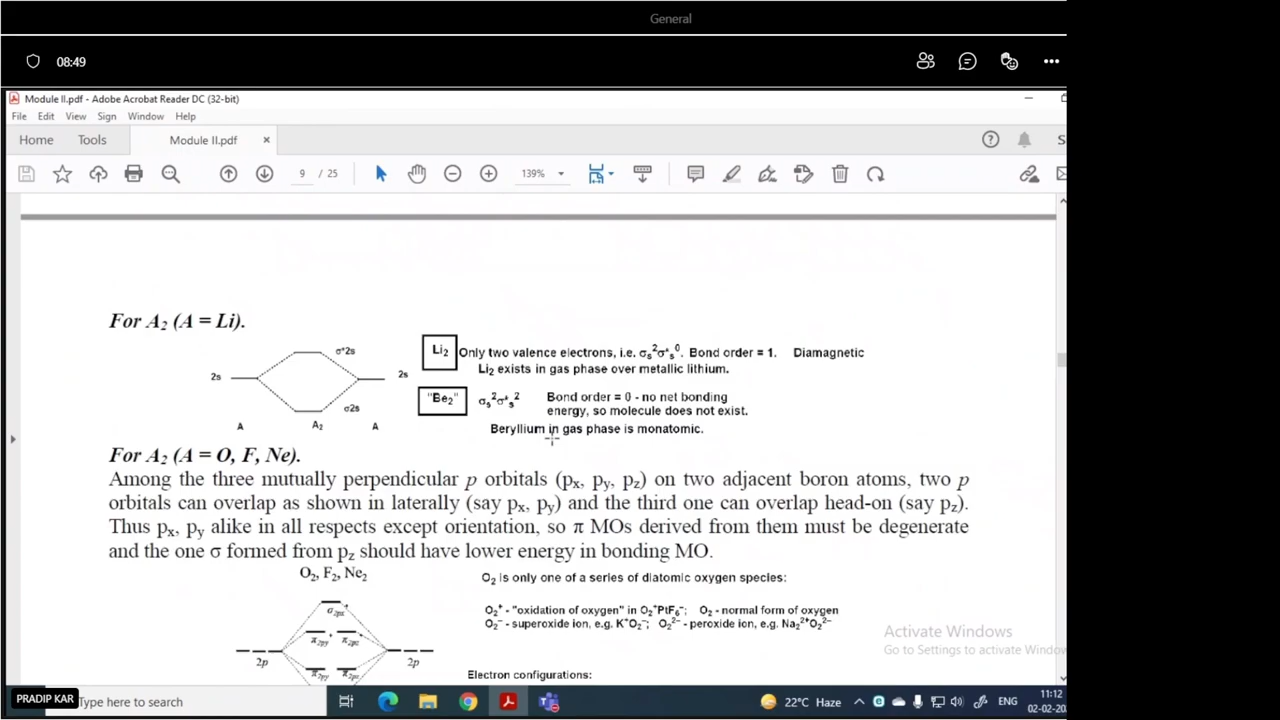 General
08:49
Module II.pdf - Adobe Acrobat Reader DC (32-bit)
File Edit View Sign Window Help
Home Tools Module II.pdf ×
9 / 25 139%
For A₂ (A = Li).
σ*2s
2s 2s
σ2s
A A₂ A
Li₂ Only two valence electrons, i.e. σₛ²σ*ₛ⁰. Bond order = 1. Diamagnetic
Li₂ exists in gas phase over metallic lithium.
"Be₂" σₛ²σ*ₛ² Bond order = 0 - no net bonding
energy, so molecule does not exist.
Beryllium in gas phase is monatomic.
For A₂ (A = O, F, Ne).
Among the three mutually perpendicular p orbitals (pₓ, pᵧ, p_z) on two adjacent boron atoms, two p
orbitals can overlap as shown in laterally (say pₓ, pᵧ) and the third one can overlap head-on (say p_z).
Thus pₓ, pᵧ alike in all respects except orientation, so π MOs derived from them must be degenerate
and the one σ formed from p_z should have lower energy in bonding MO.
O₂, F₂, Ne₂
O₂ is only one of a series of diatomic oxygen species:
O₂⁺ - "oxidation of oxygen" in O₂⁺PtF₆⁻; O₂ - normal form of oxygen
O₂⁻ - superoxide ion, e.g. K⁺O₂⁻; O₂²⁻ - peroxide ion, e.g. Na₂²⁺O₂²⁻
2p 2p
Electron configurations:
Activate Windows
Go to Settings to activate Window
PRADIP KAR
Type here to search
22°C Haze ENG
11:12
02-02-20